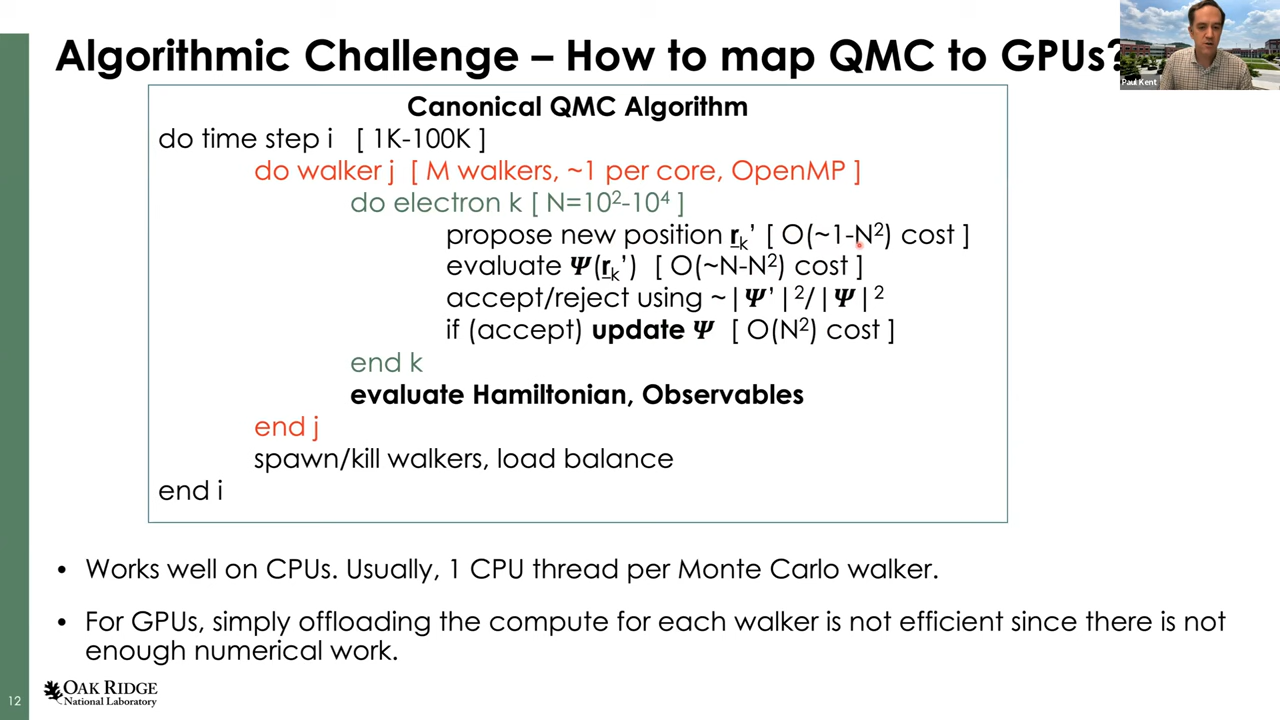 Algorithmic Challenge – How to map QMC to GPUs?
Paul Kent
Canonical QMC Algorithm
do time step i [ 1K-100K ]
do walker j [ M walkers, ~1 per core, OpenMP ]
do electron k [ N=10²-10⁴ ]
propose new position r_k’ [ O(~1-N²) cost ]
evaluate Ψ(r_k’) [ O(~N-N²) cost ]
accept/reject using ~|Ψ’|²/|Ψ|²
if (accept) update Ψ [ O(N²) cost ]
end k
evaluate Hamiltonian, Observables
end j
spawn/kill walkers, load balance
end i
• Works well on CPUs. Usually, 1 CPU thread per Monte Carlo walker.
• For GPUs, simply offloading the compute for each walker is not efficient since there is not
enough numerical work.
12
OAK RIDGE
National Laboratory